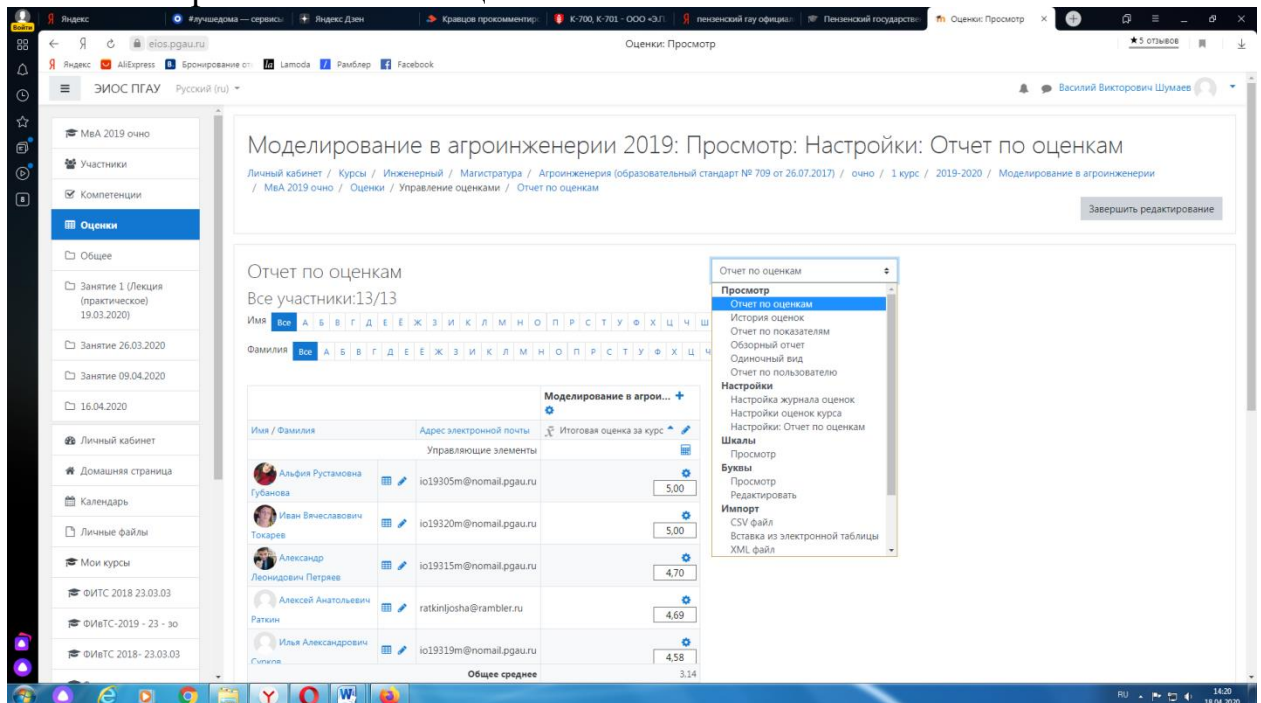 Войти
Яндекс
#лучшедома — сервисы
Яндекс Дзен
Кравцов прокомментир
К-700, К-701 - ООО «Э.Г
пензенский гау официал
Пензенский государстве
Оценки: Просмотр
eios.pgau.ru
Оценки: Просмотр
★5 отзывов
Яндекс AliExpress Бронирование от Lamoda Рамблер Facebook
ЭИОС ПГАУ Русский (ru)
Василий Викторович Шумаев
МвА 2019 очно
Участники
Компетенции
Оценки
Общее
Занятие 1 (Лекция
(практическое)
19.03.2020)
Занятие 26.03.2020
Занятие 09.04.2020
16.04.2020
Личный кабинет
Домашняя страница
Календарь
Личные файлы
Мои курсы
ФИТС 2018 23.03.03
ФИвТС-2019 - 23 - зо
ФИвТС 2018- 23.03.03
Моделирование в агроинженерии 2019: Просмотр: Настройки: Отчет по оценкам
Личный кабинет / Курсы / Инженерный / Магистратура / Агроинженерия (образовательный стандарт № 709 от 26.07.2017) / очно / 1 курс / 2019-2020 / Моделирование в агроинженерии
/ МвА 2019 очно / Оценки / Управление оценками / Отчет по оценкам
Завершить редактирование
Отчет по оценкам
Все участники:13/13
Имя Все А Б В Г Д Е Ё Ж З И К Л М Н О П Р С Т У Ф Х Ц Ч Ш
Фамилия Все А Б В Г Д Е Ё Ж З И К Л М Н О П Р С Т У Ф Х Ц Ч
Отчет по оценкам
Просмотр
Отчет по оценкам
История оценок
Отчет по показателям
Обзорный отчет
Одиночный вид
Отчет по пользователю
Настройки
Настройка журнала оценок
Настройки оценок курса
Настройки: Отчет по оценкам
Шкалы
Просмотр
Буквы
Просмотр
Редактировать
Импорт
CSV файл
Вставка из электронной таблицы
XML файл
Моделирование в агрои...
Имя / Фамилия Адрес электронной почты x̄ Итоговая оценка за курс
Управляющие элементы
Альфия Рустамовна
Губанова io19305m@nomail.pgau.ru 5,00
Иван Вячеславович
Токарев io19320m@nomail.pgau.ru 5,00
Александр
Леонидович Петряев io19315m@nomail.pgau.ru 4,70
Алексей Анатольевич
Раткин ratkinljosha@rambler.ru 4,69
Илья Александрович
Сурков io19319m@nomail.pgau.ru 4,58
Общее среднее 3,14
RU
14:20
18.04.2020